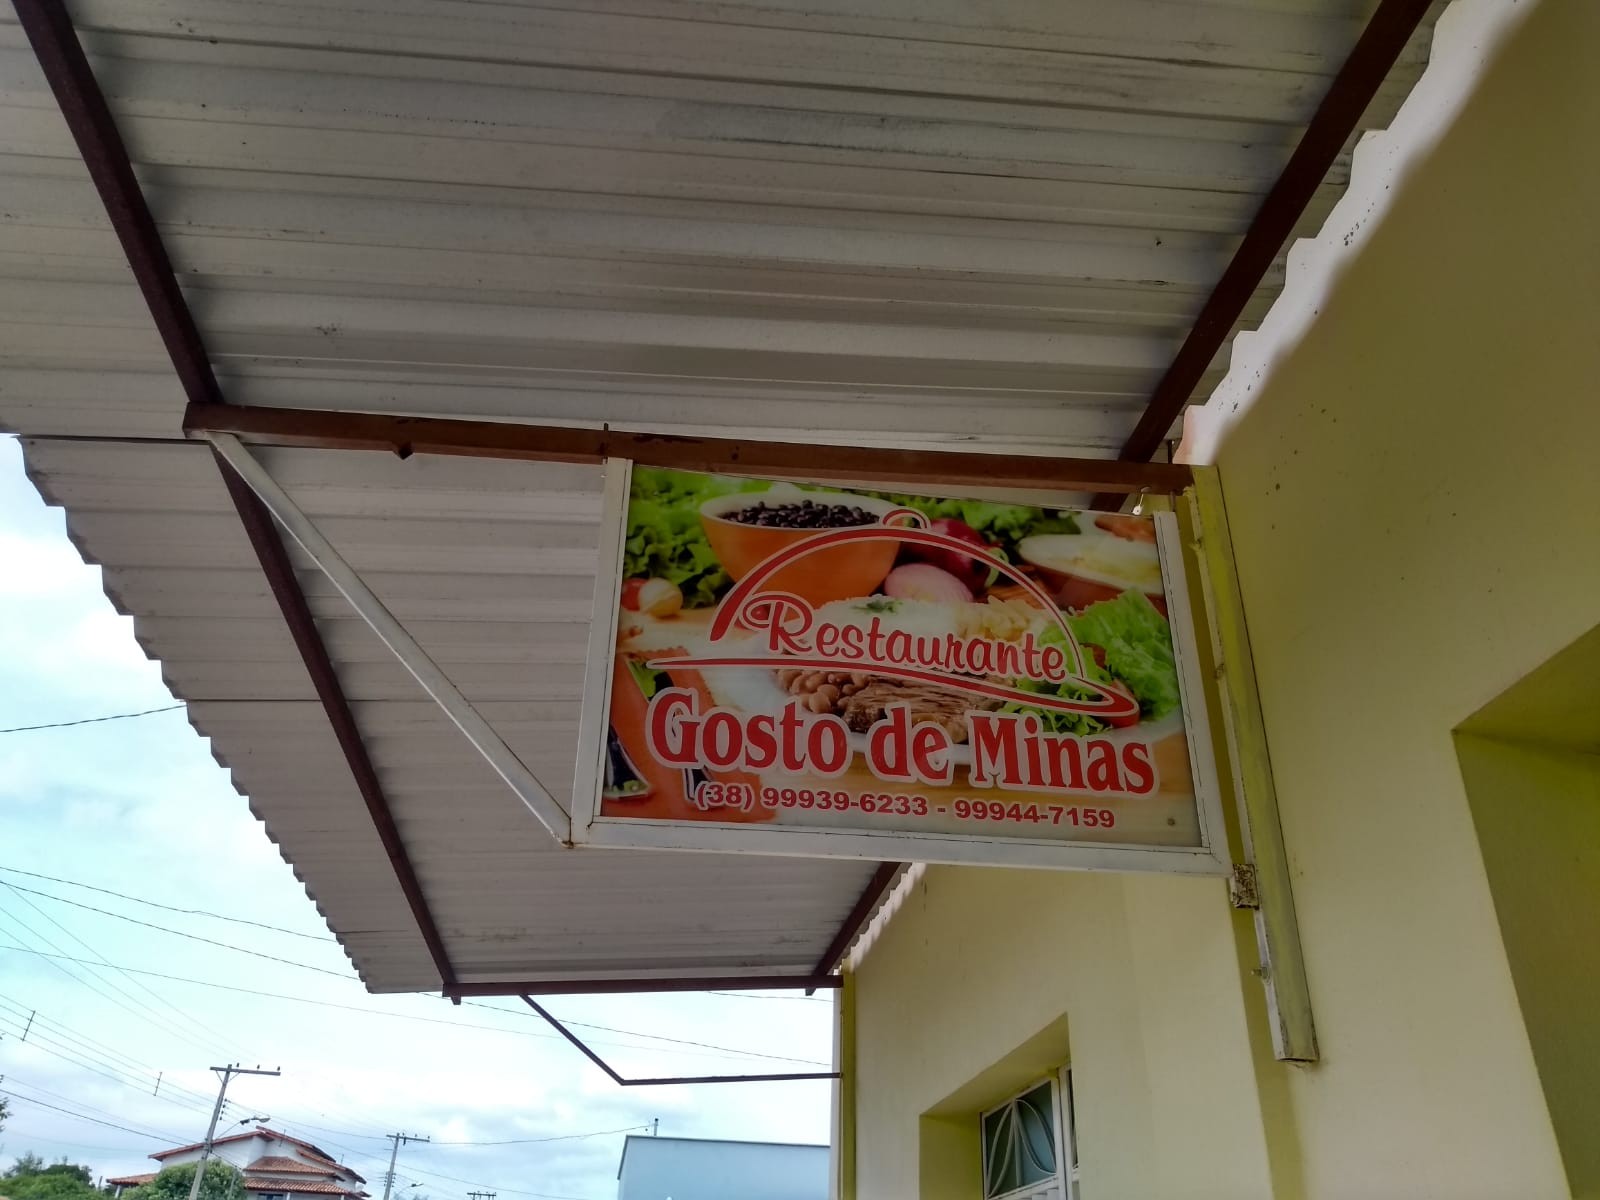 Restaurante
Gosto de Minas
(38) 99939-6233 - 99944-7159